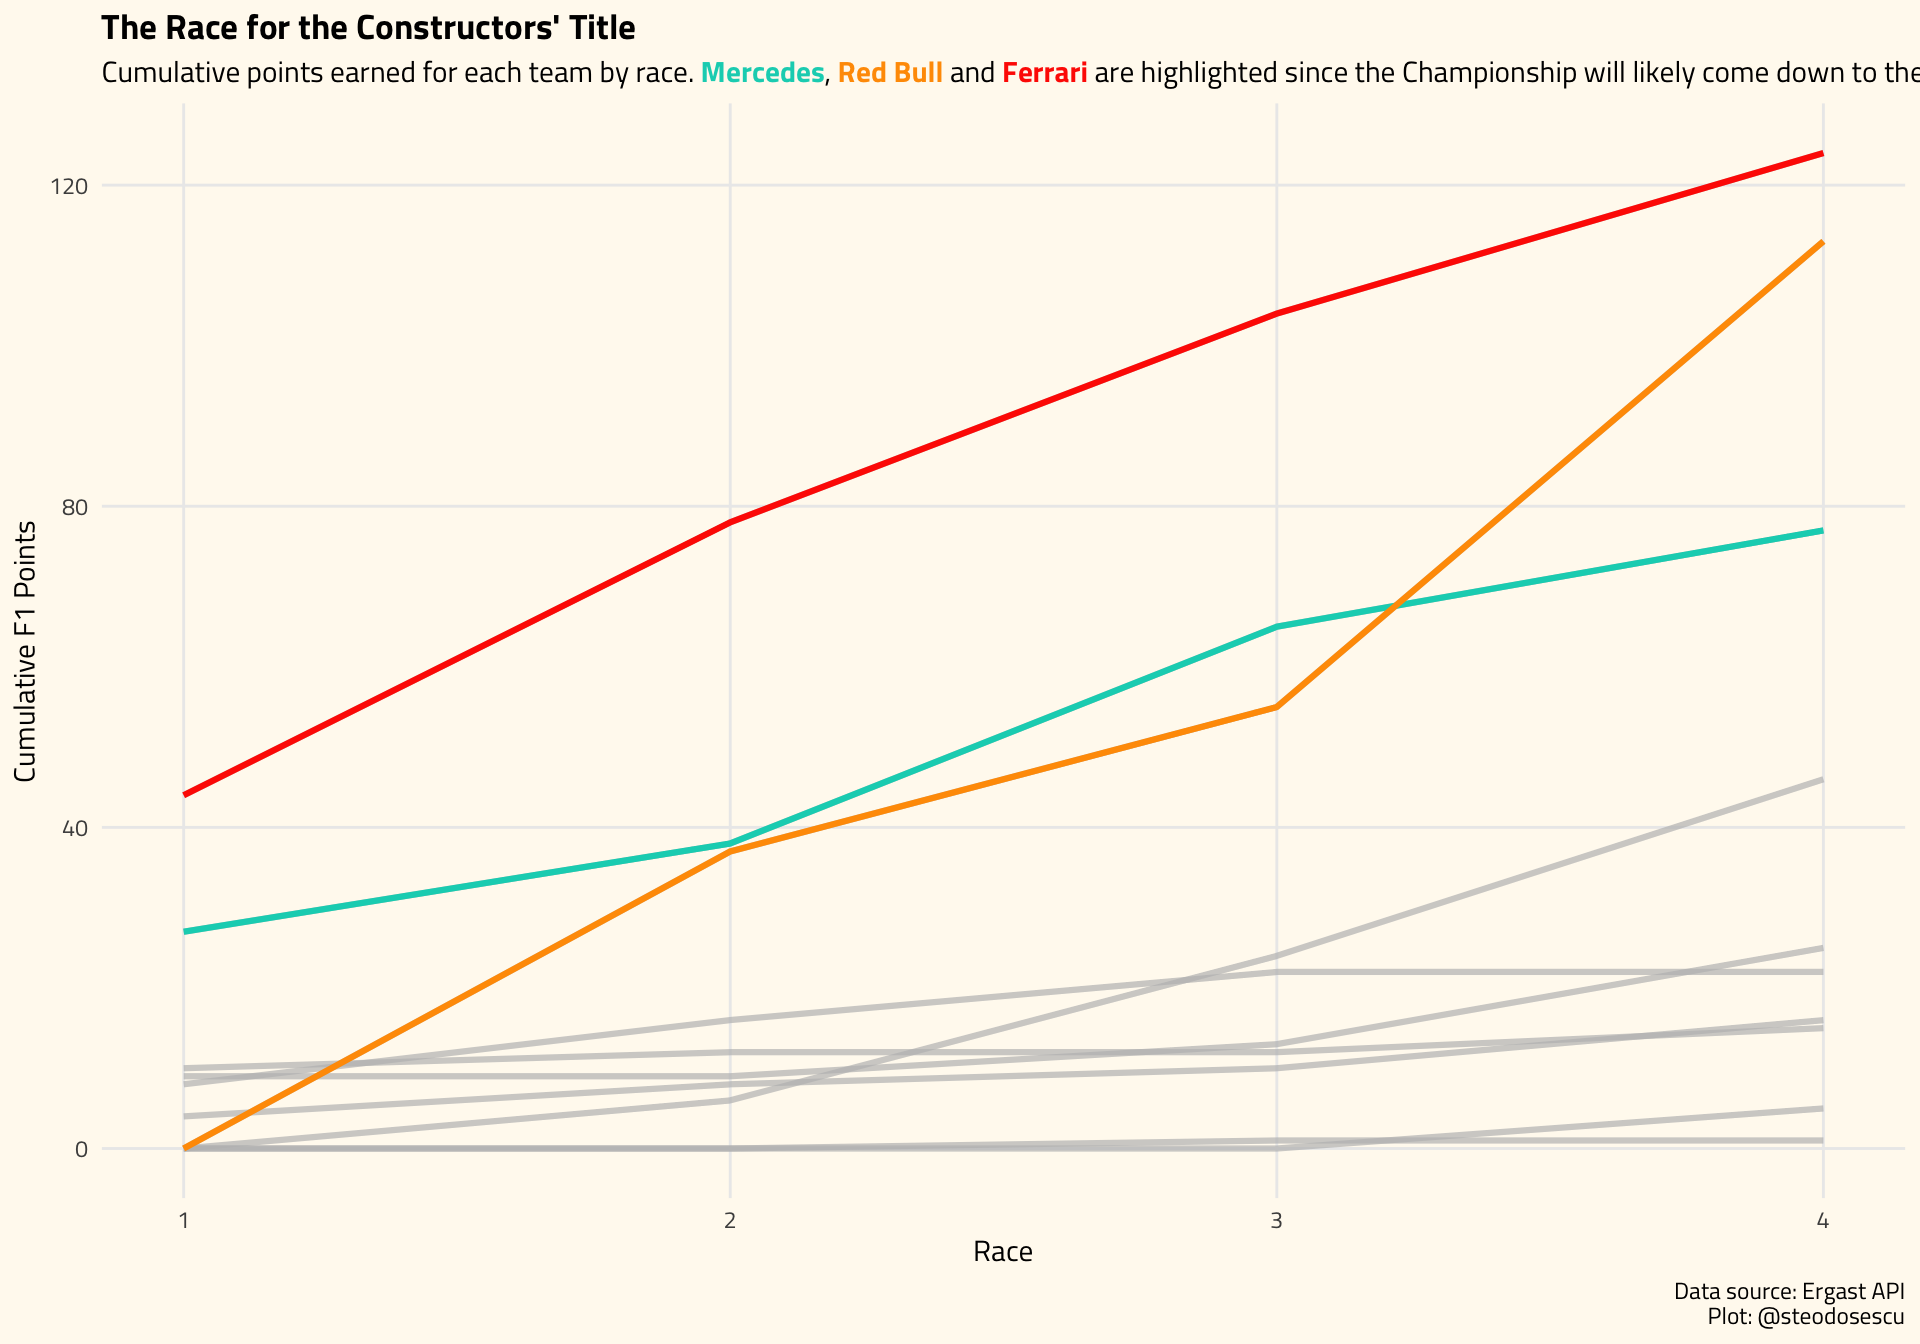 The Race for the Constructors' Title
Cumulative points earned for each team by race. Mercedes, Red Bull and Ferrari are highlighted since the Championship will likely come down to the
120
80
40
0
Cumulative F1 Points
1 2 3 4
Race
Data source: Ergast API
Plot: @steodosescu